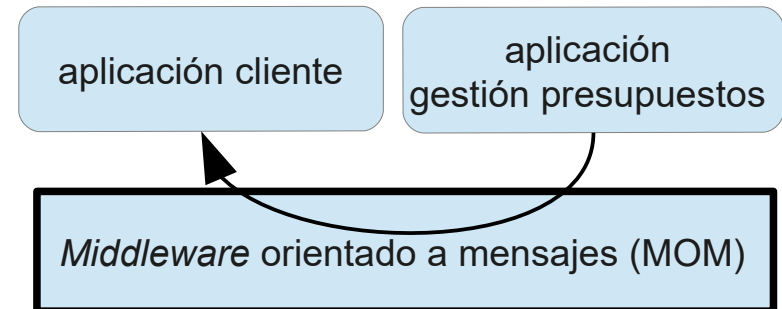 aplicación cliente
aplicación
gestión presupuestos
Middleware orientado a mensajes (MOM)